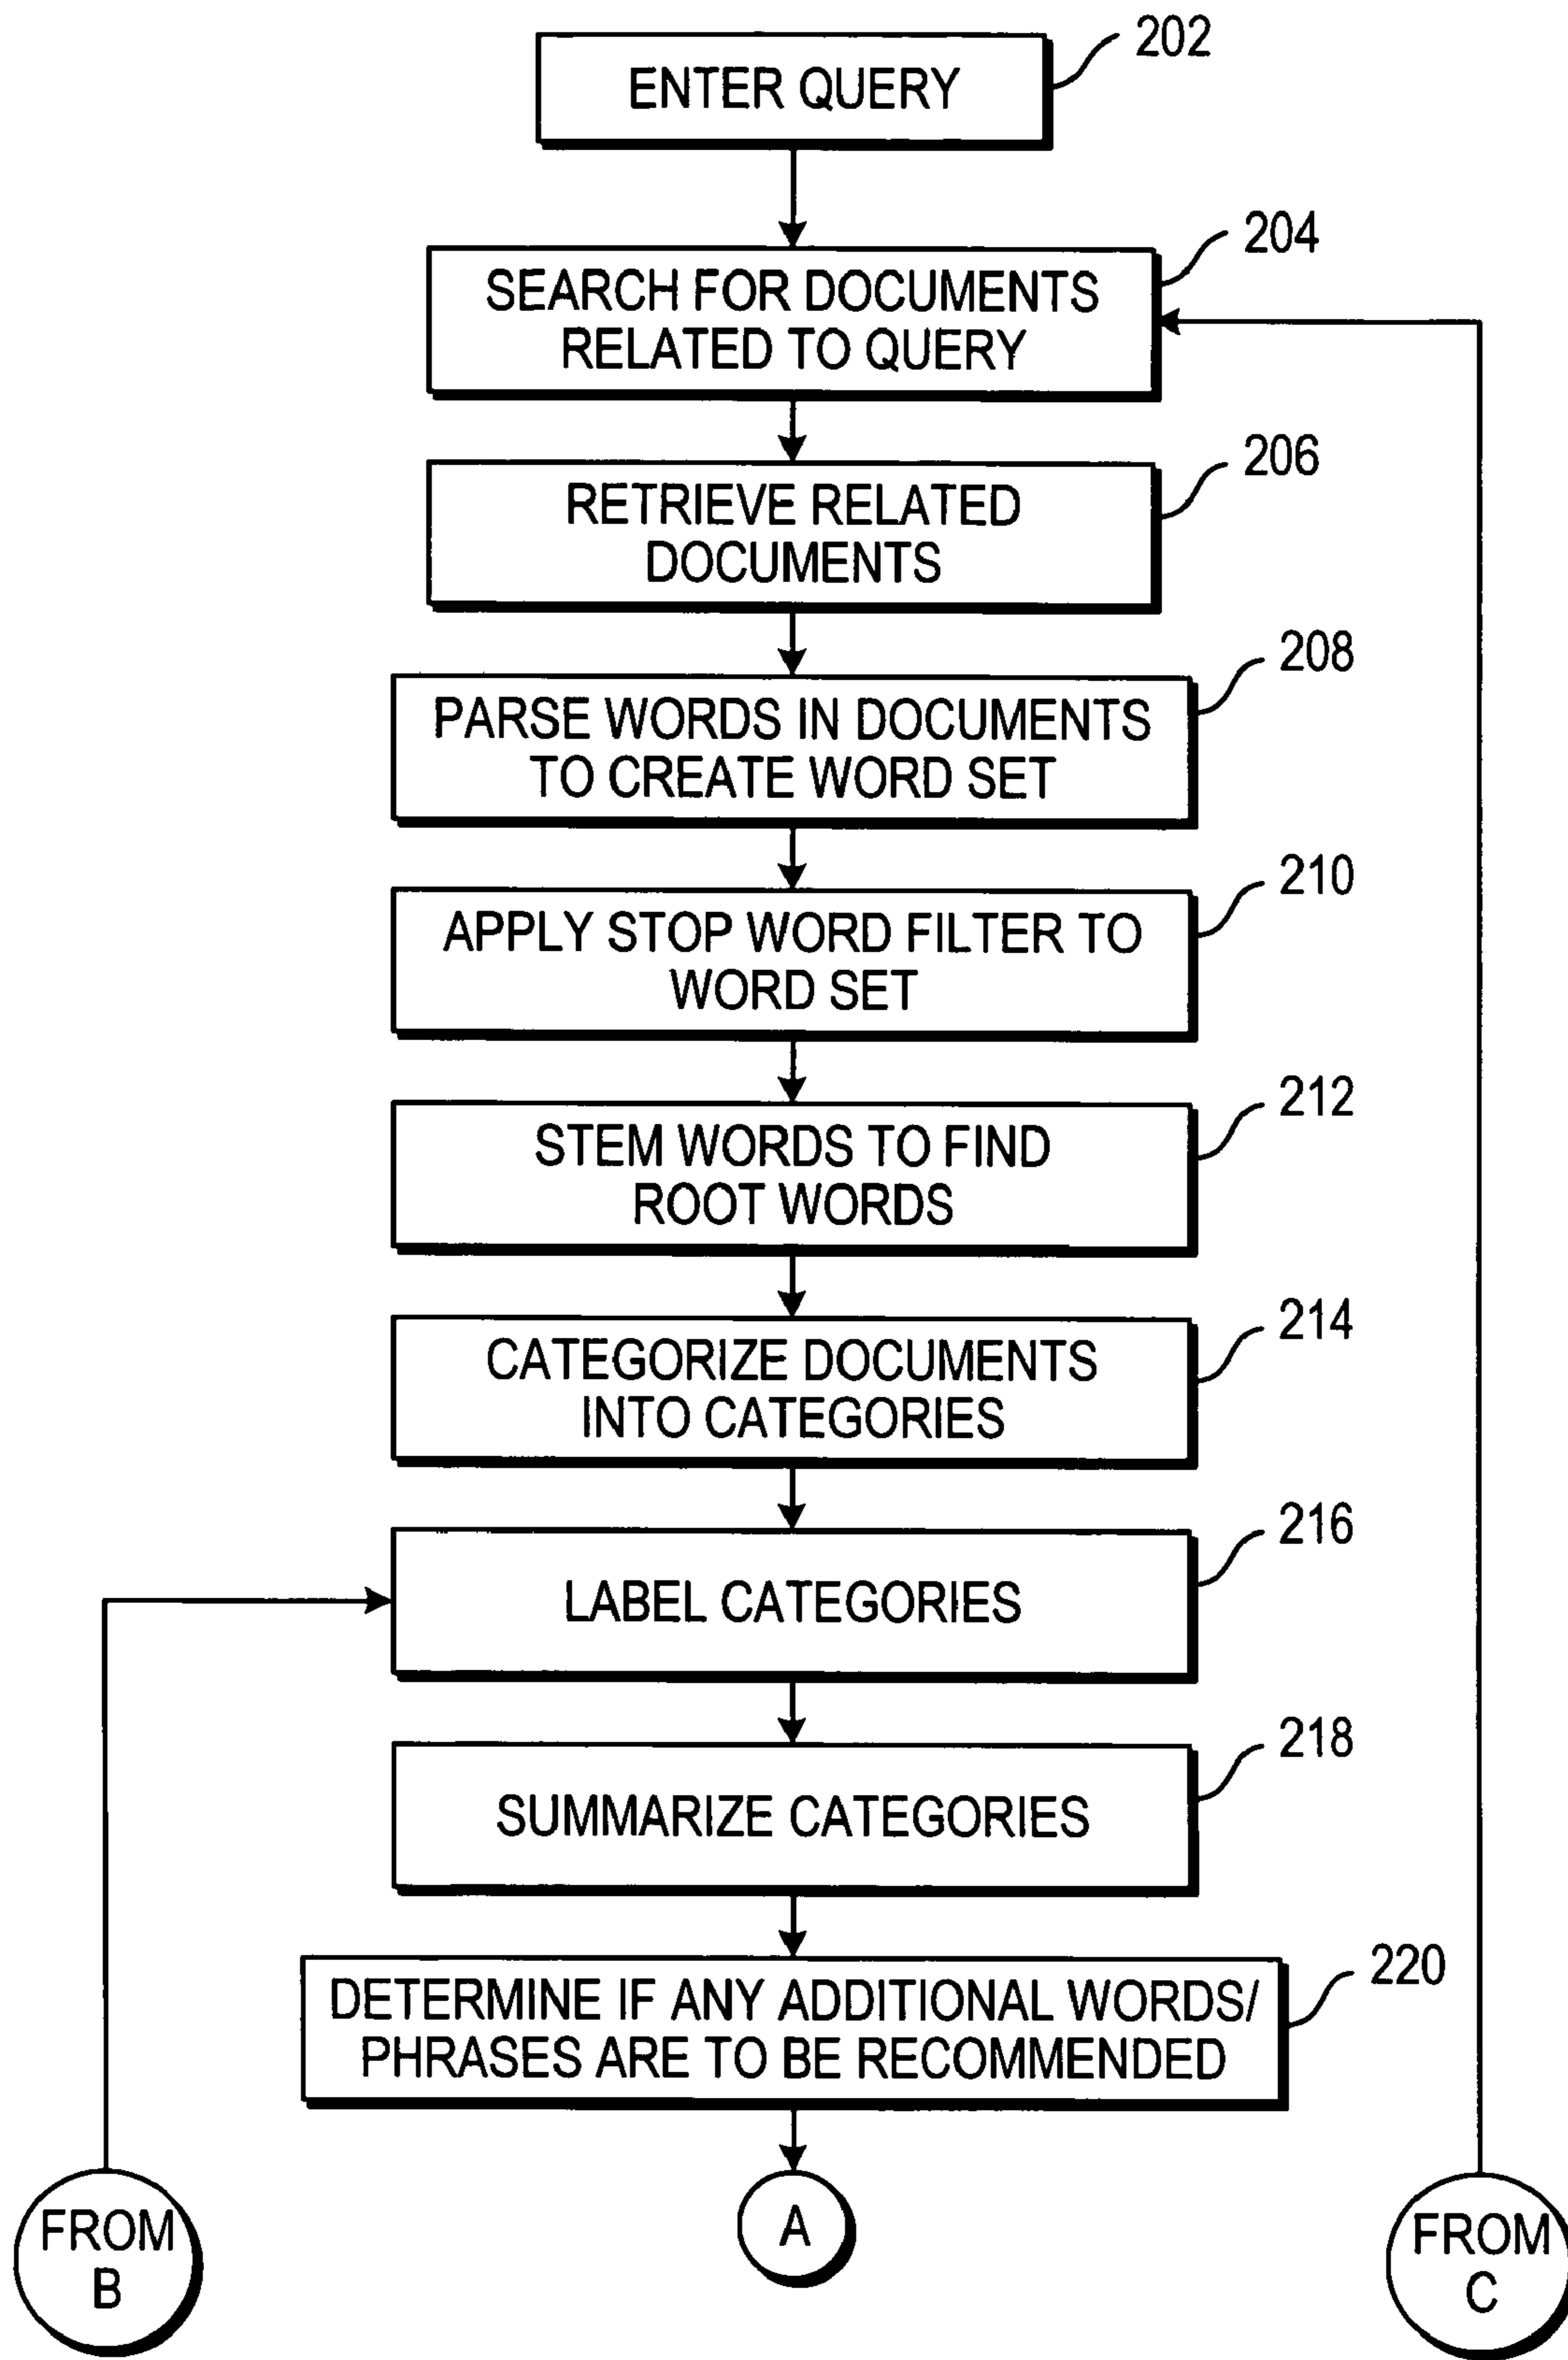 202
ENTER QUERY
204
SEARCH FOR DOCUMENTS
RELATED TO QUERY
206
RETRIEVE RELATED
DOCUMENTS
208
PARSE WORDS IN DOCUMENTS
TO CREATE WORD SET
210
APPLY STOP WORD FILTER TO
WORD SET
212
STEM WORDS TO FIND
ROOT WORDS
214
CATEGORIZE DOCUMENTS
INTO CATEGORIES
216
LABEL CATEGORIES
218
SUMMARIZE CATEGORIES
220
DETERMINE IF ANY ADDITIONAL WORDS/
PHRASES ARE TO BE RECOMMENDED
FROM
B
A
FROM
C